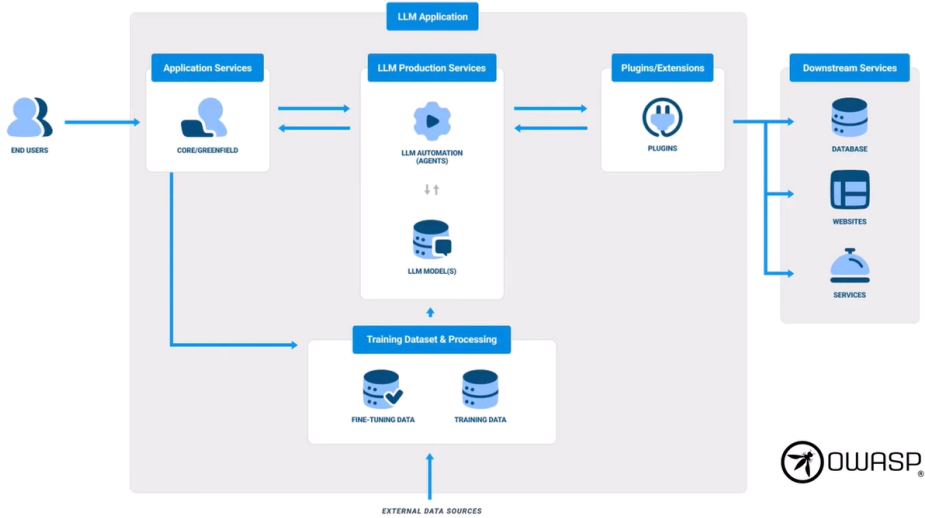 LLM Application
Application Services
LLM Production Services
Plugins/Extensions
Downstream Services
END USERS
CORE/GREENFIELD
LLM AUTOMATION
(AGENTS)
PLUGINS
DATABASE
WEBSITES
LLM MODEL(S)
SERVICES
Training Dataset & Processing
FINE-TUNING DATA
TRAINING DATA
OWASP®
EXTERNAL DATA SOURCES